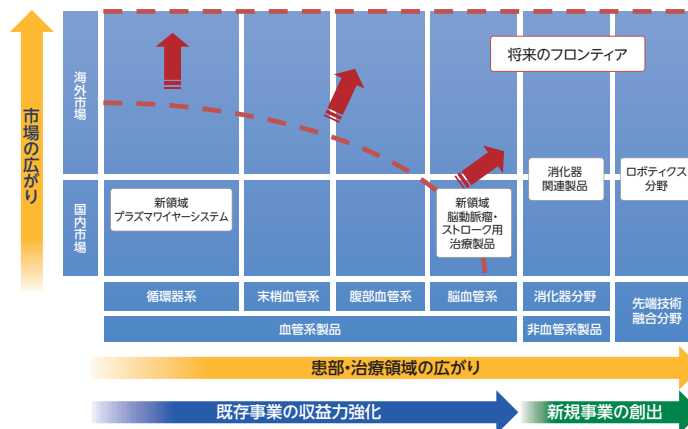 市場の広がり
海外市場
国内市場
将来のフロンティア
新領域
プラズマワイヤーシステム
新領域
脳動脈瘤・
ストローク用
治療製品
消化器
関連製品
ロボティクス
分野
循環器系
末梢血管系
腹部血管系
脳血管系
消化器分野
先端技術
融合分野
血管系製品
非血管系製品
患部・治療領域の広がり
既存事業の収益力強化
新規事業の創出